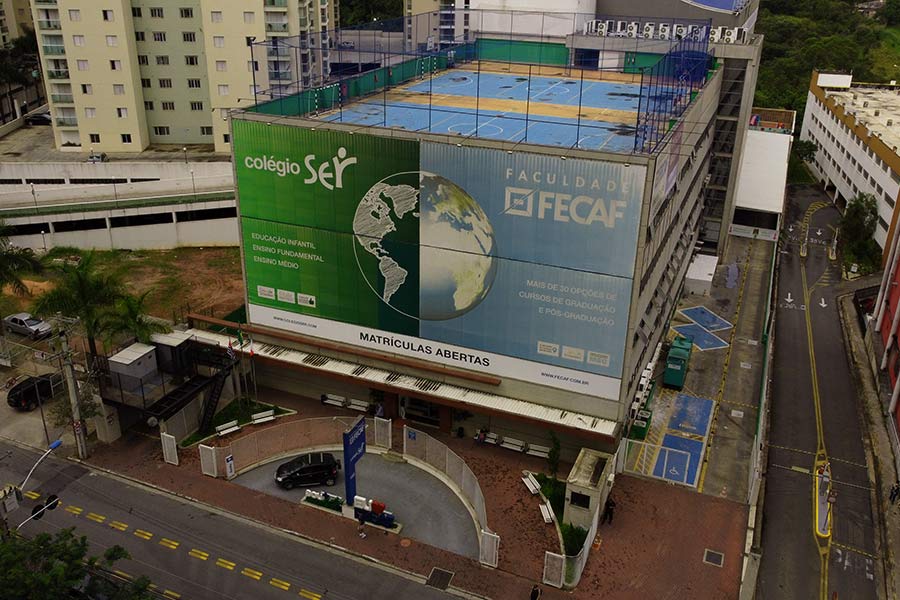 colégio Ser
EDUCAÇÃO INFANTIL
ENSINO FUNDAMENTAL
ENSINO MÉDIO
FACULDADE
FECAF
MAIS DE 30 OPÇÕES DE
CURSOS DE GRADUAÇÃO
E PÓS-GRADUAÇÃO
MATRÍCULAS ABERTAS
WWW.FECAF.COM.BR